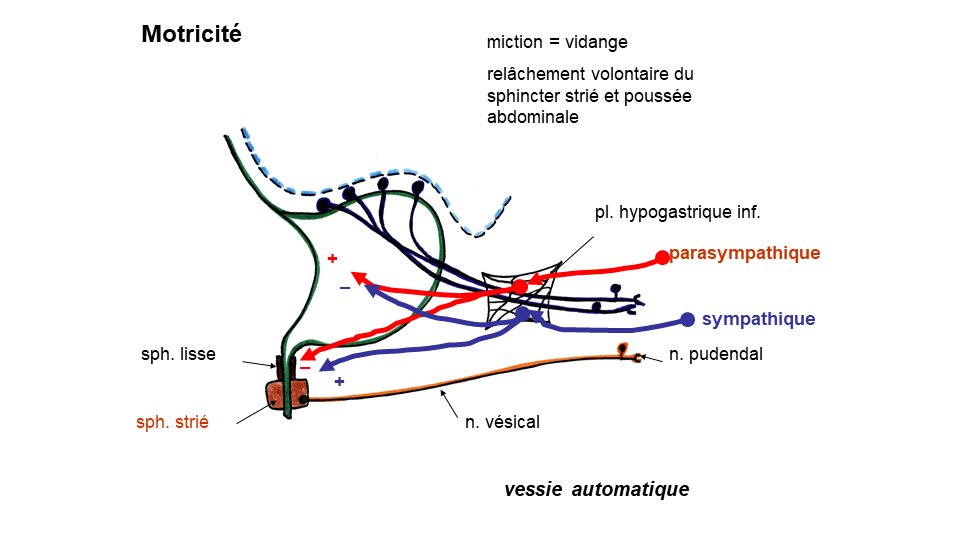 Motricité
miction = vidange
relâchement volontaire du
sphincter strié et poussée
abdominale
pl. hypogastrique inf.
parasympathique
+
–
sympathique
sph. lisse
–
+
n. pudendal
sph. strié
n. vésical
vessie automatique